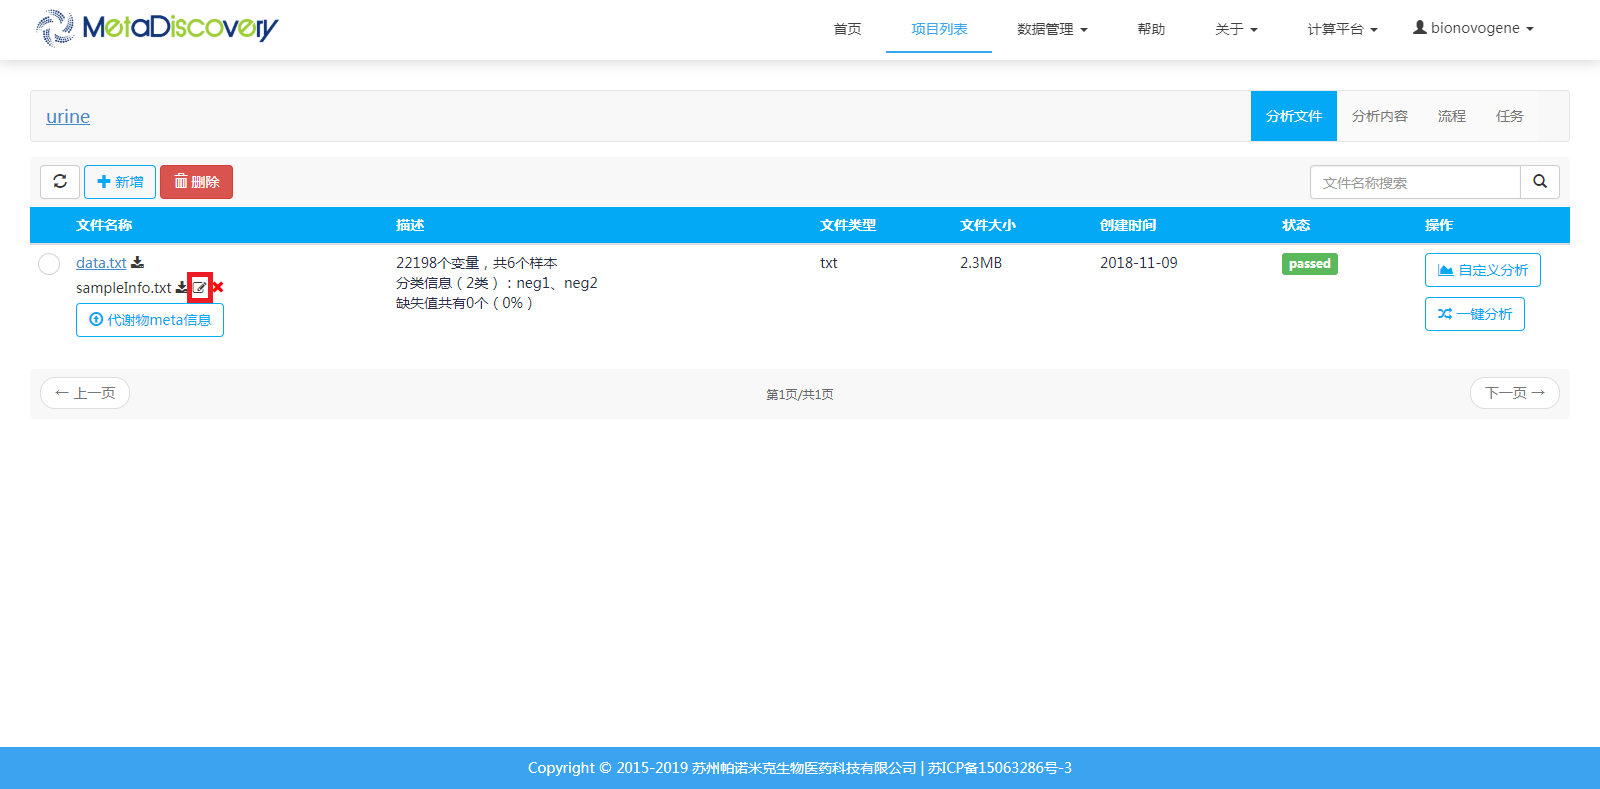 MetaDiscovery
首页 项目列表 数据管理 帮助 关于 计算平台 bionovogene
urine
分析文件 分析内容 流程 任务
新增 删除 文件名称搜索
文件名称 描述 文件类型 文件大小 创建时间 状态 操作
data.txt 22198个变量，共6个样本 txt 2.3MB 2018-11-09 passed 自定义分析
sampleInfo.txt 分类信息（2类）：neg1、neg2
缺失值共有0个（0%）
代谢物meta信息 一键分析
← 上一页 第1页/共1页 下一页 →
Copyright © 2015-2019 苏州帕诺米克生物医药科技有限公司 | 苏ICP备15063286号-3